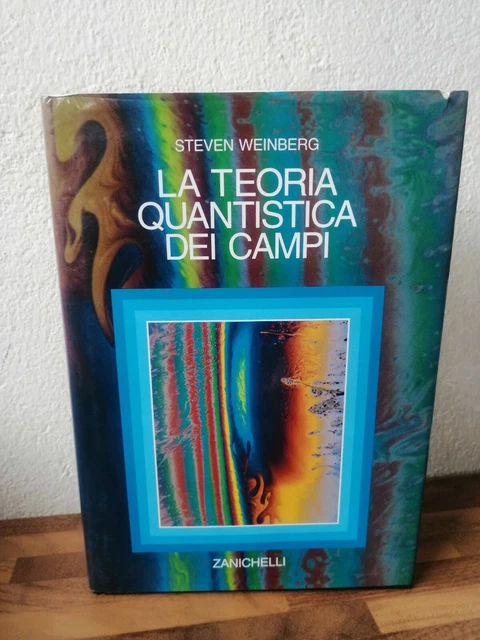 STEVEN WEINBERG
LA TEORIA
QUANTISTICA
DEI CAMPI
ZANICHELLI